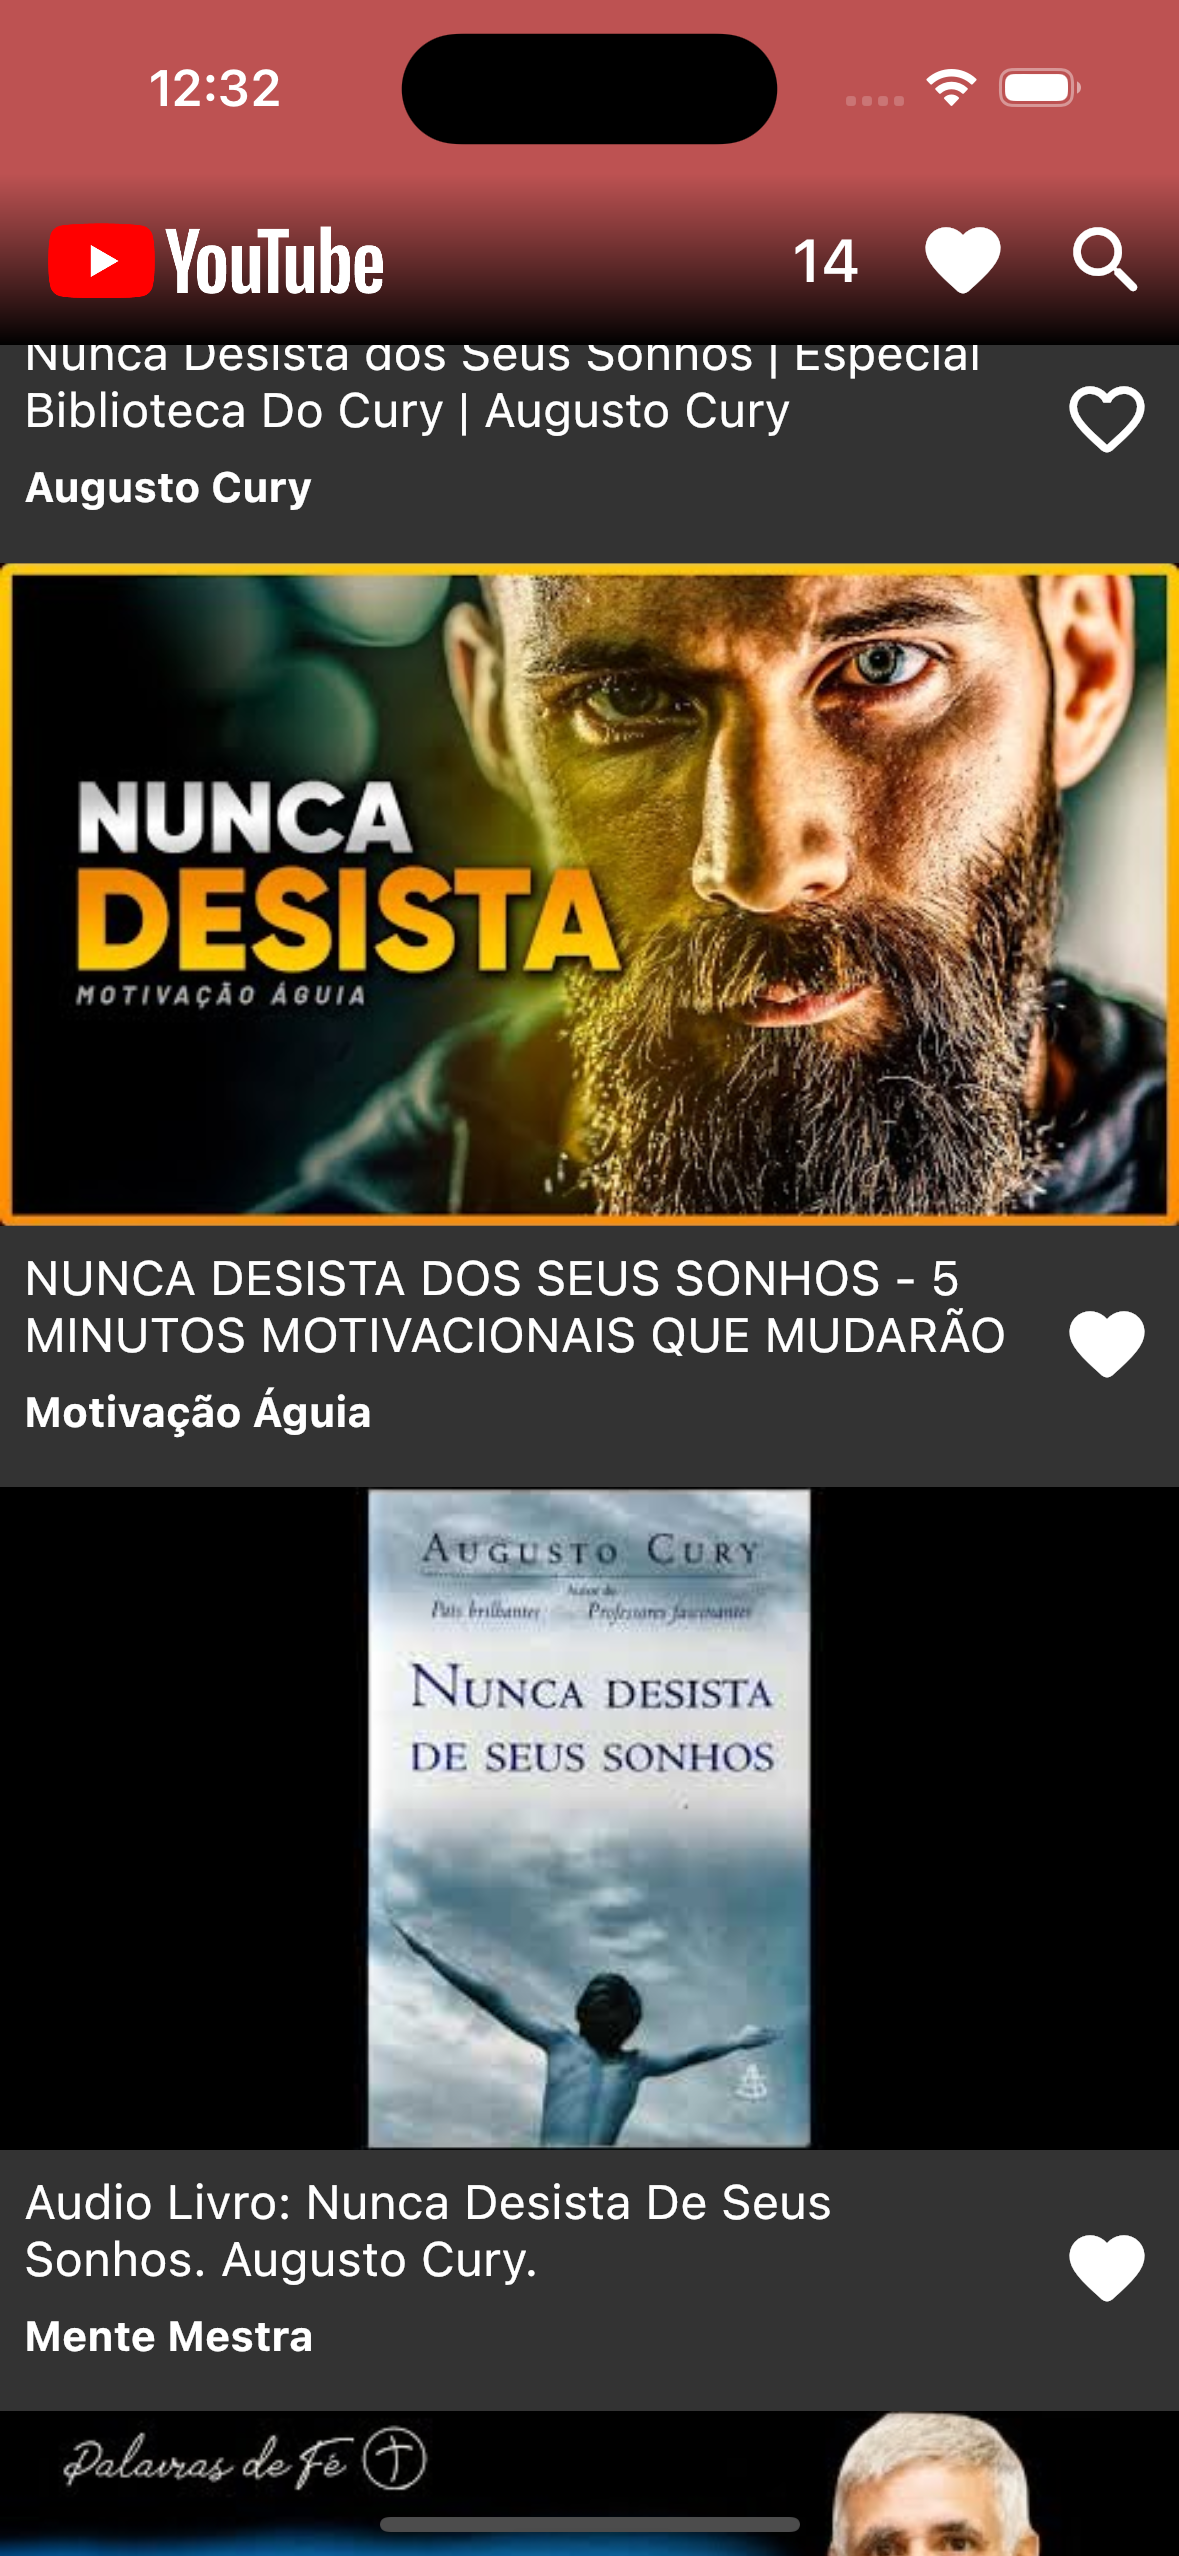 12:32
YouTube
14
Nunca Desista dos Seus Sonhos | Especial
Biblioteca Do Cury | Augusto Cury
Augusto Cury
NUNCA
DESISTA
MOTIVAÇÃO ÁGUIA
NUNCA DESISTA DOS SEUS SONHOS - 5
MINUTOS MOTIVACIONAIS QUE MUDARÃO
Motivação Águia
AUGUSTO CURY
Autor de
Pais brilhantes Professores fascinantes
NUNCA DESISTA
DE SEUS SONHOS
Audio Livro: Nunca Desista De Seus
Sonhos. Augusto Cury.
Mente Mestra
Palavras de Fé